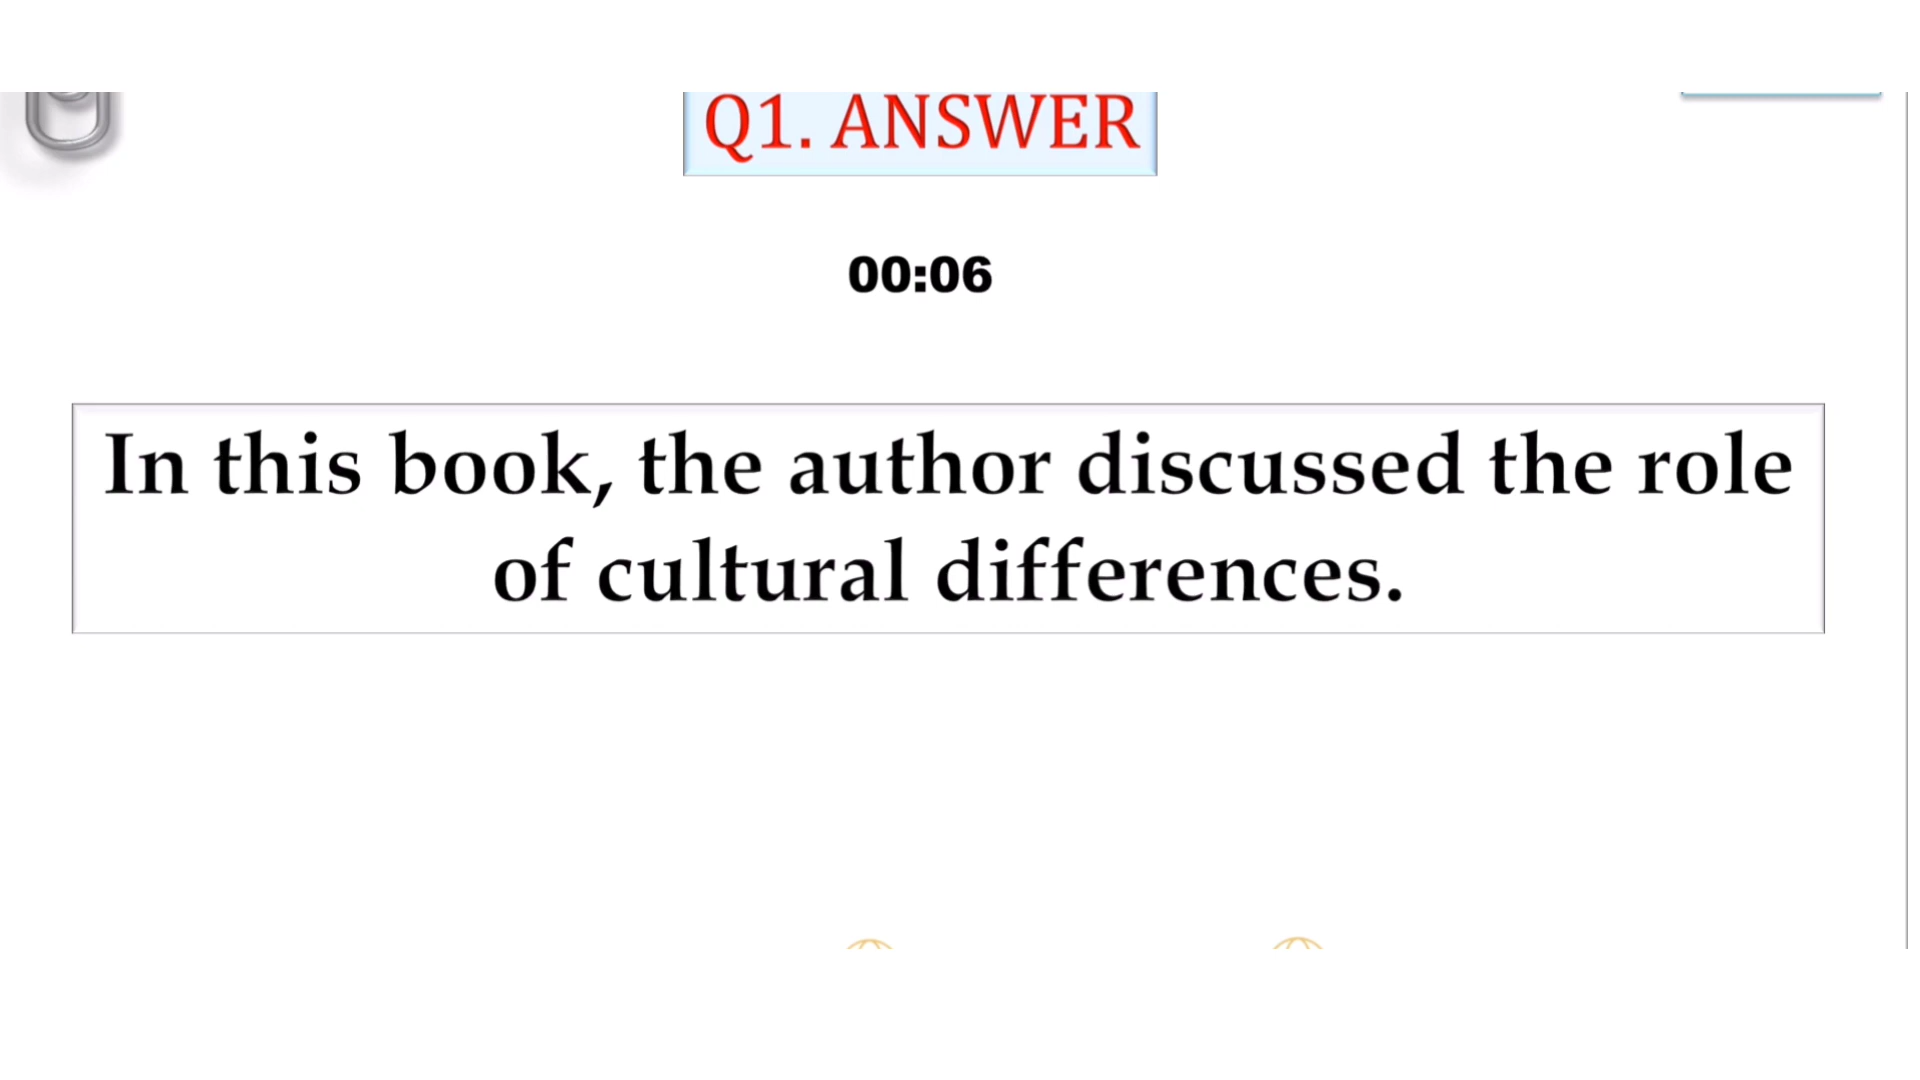 Q1. ANSWER
00:06
In this book, the author discussed the role
of cultural differences.